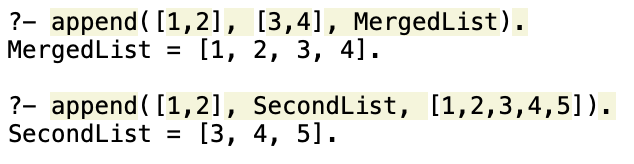 ?- append([1,2], [3,4], MergedList).
MergedList = [1, 2, 3, 4].
?- append([1,2], SecondList, [1,2,3,4,5]).
SecondList = [3, 4, 5].